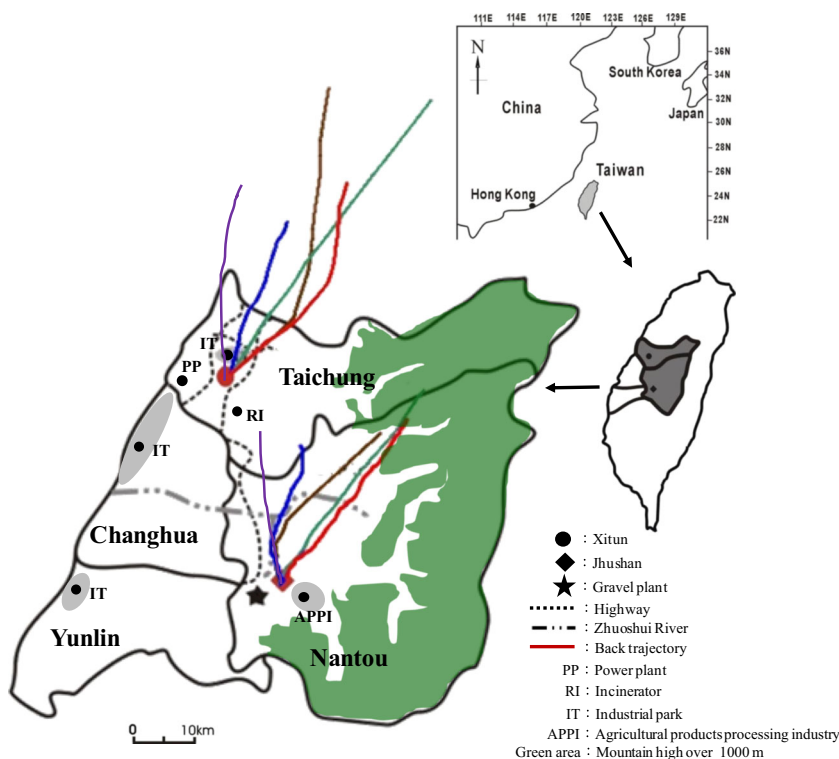 111E 114E 117E 120E 123E 126E 129E
N
36N
South Korea
34N
China
32N
Japan
30N
28N
Taiwan
26N
Hong Kong
24N
22N
IT
PP
Taichung
RI
IT
Changhua
IT
APPI
Yunlin
Nantou
0 10km
: Xitun
: Jhushan
: Gravel plant
: Highway
: Zhuoshui River
: Back trajectory
PP : Power plant
RI : Incinerator
IT : Industrial park
APPI : Agricultural products processing industry
Green area : Mountain high over 1000 m